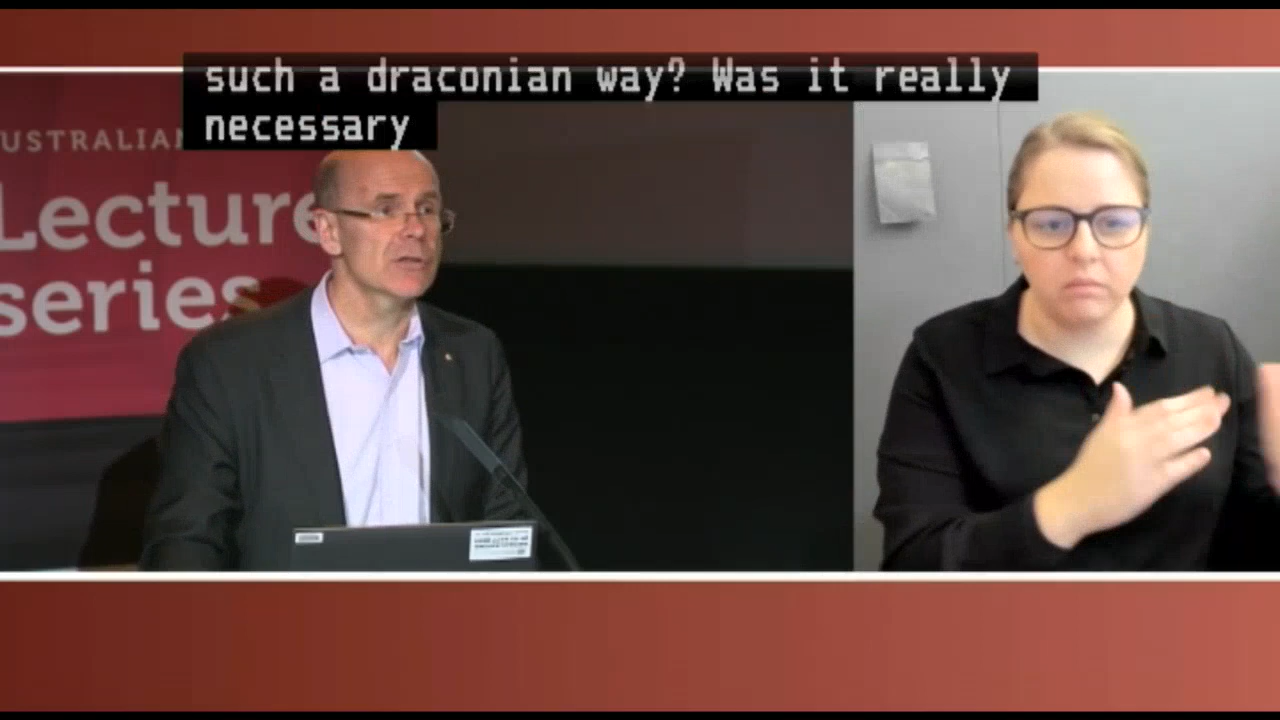 such a draconian way? Was it really
necessary
USTRALIAN
Lecture
series